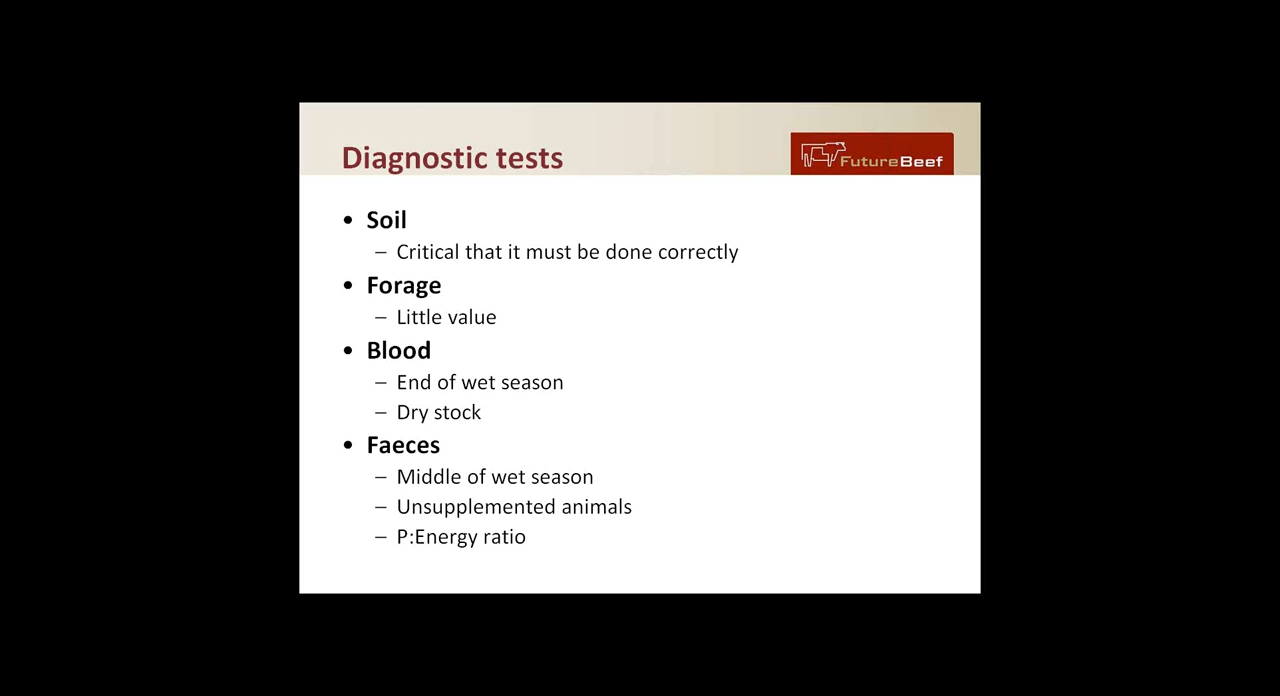 Diagnostic tests
FutureBeef
• Soil
– Critical that it must be done correctly
• Forage
– Little value
• Blood
– End of wet season
– Dry stock
• Faeces
– Middle of wet season
– Unsupplemented animals
– P:Energy ratio